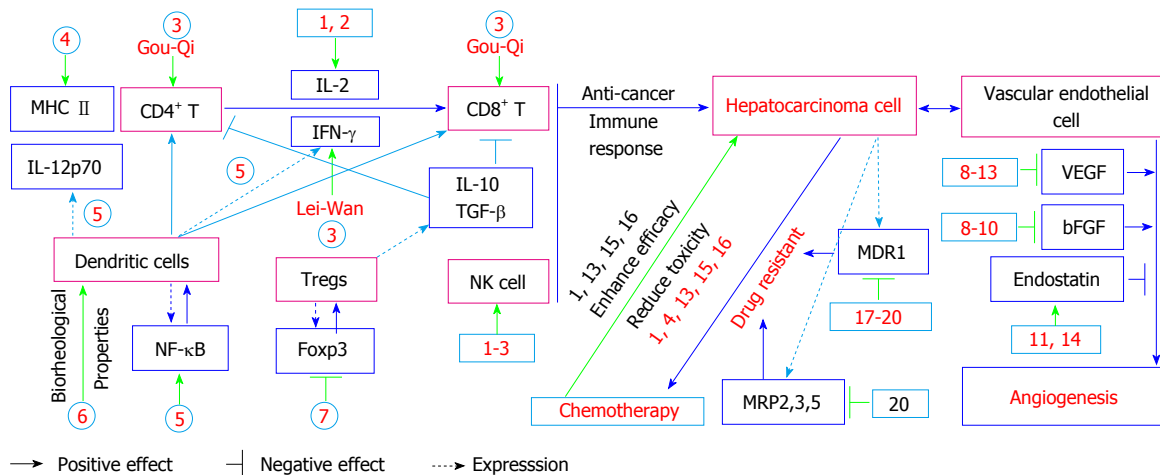 4
3
Gou-Qi
1, 2
3
Gou-Qi
MHC II
CD4+ T
IL-2
CD8+ T
Anti-cancer
Immune
response
Hepatocarcinoma cell
Vascular endothelial
cell
IFN-γ
IL-12p70
5
5
Lei-Wan
3
IL-10
TGF-β
8-13
VEGF
8-10
bFGF
Dendritic cells
Tregs
NK cell
1, 13, 15, 16
Enhance efficacy
Reduce toxicity
1, 4, 13, 15, 16
Drug resistant
MDR1
Endostatin
Biorheological
Properties
NF-κB
Foxp3
1-3
17-20
11, 14
6
5
7
Chemotherapy
MRP2,3,5
20
Angiogenesis
Positive effect
Negative effect
Expresssion